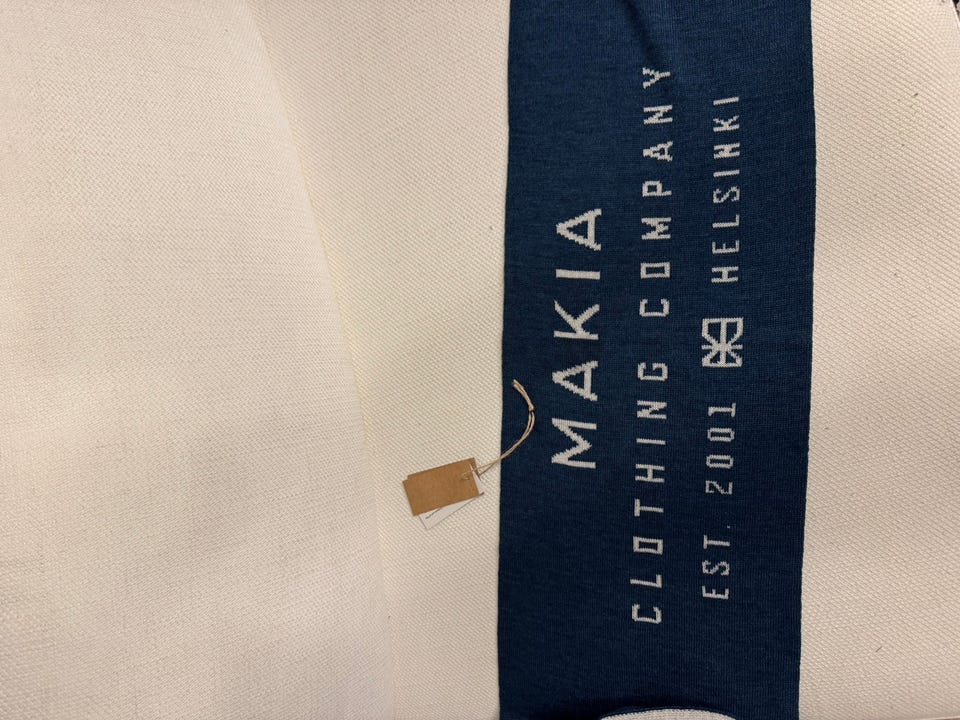 MAKIA
CLOTHING COMPANY
EST. 2001 HELSINKI